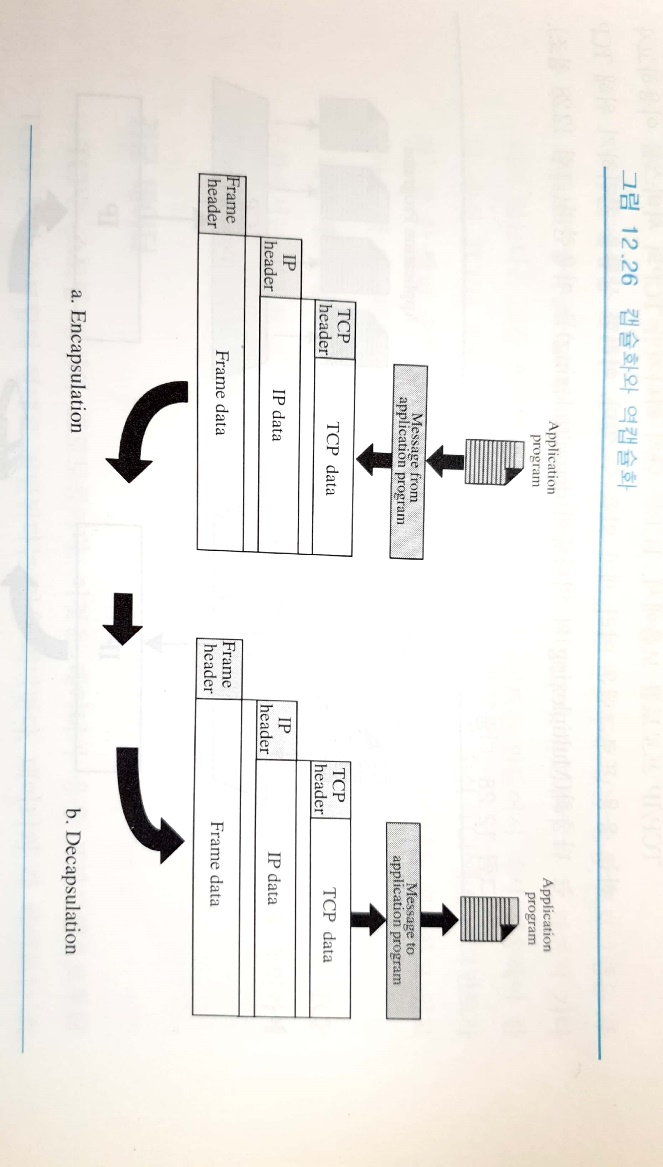 그림 12.26 캡슐화와 역캡슐화
Application
program
Message from
application program
TCP
header
TCP data
IP
header
IP data
Frame
header
Frame data
a. Encapsulation
Application
program
Message to
application program
TCP
header
TCP data
IP
header
IP data
Frame
header
Frame data
b. Decapsulation